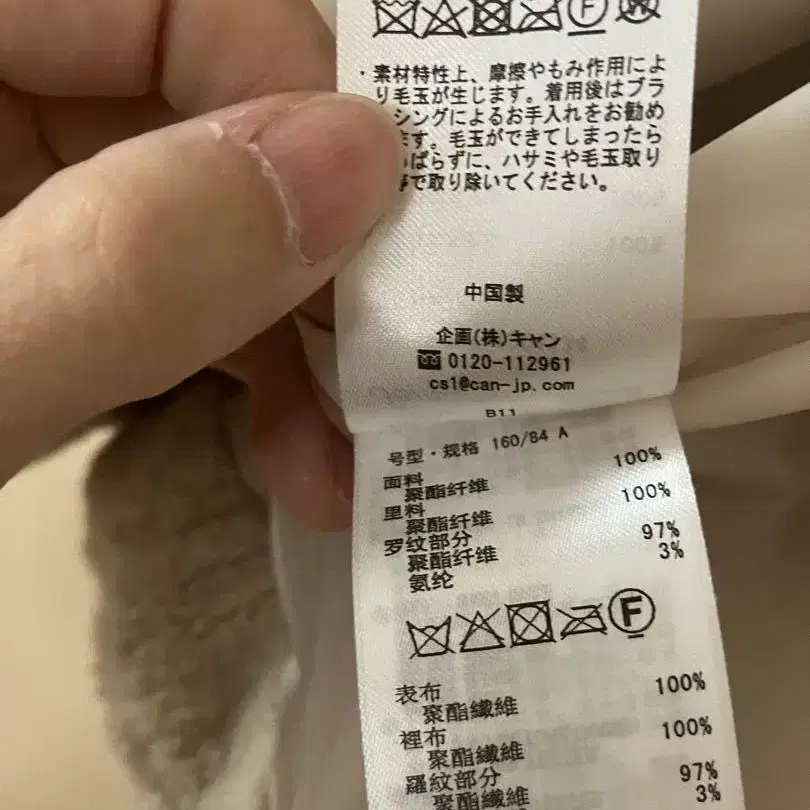 ・素材特性上、摩擦やもみ作用によ
り毛玉が生じます。着用後はブラ
シングによるお手入れをお勧め
ます。毛玉ができてしまったら
ばらずに、ハサミや毛玉取り
で取り除いてください。
中国製
企画(株)キャン
0120-112961
cs1@can-jp.com
B11
号型・规格 160/84 A
面料 100%
聚酯纤维
里料 100%
聚酯纤维
罗纹部分 97%
聚酯纤维 3%
氨纶
F
表布 100%
聚酯纖維
裡布 100%
聚酯纖維
羅紋部分 97%
聚酯纖維 3%